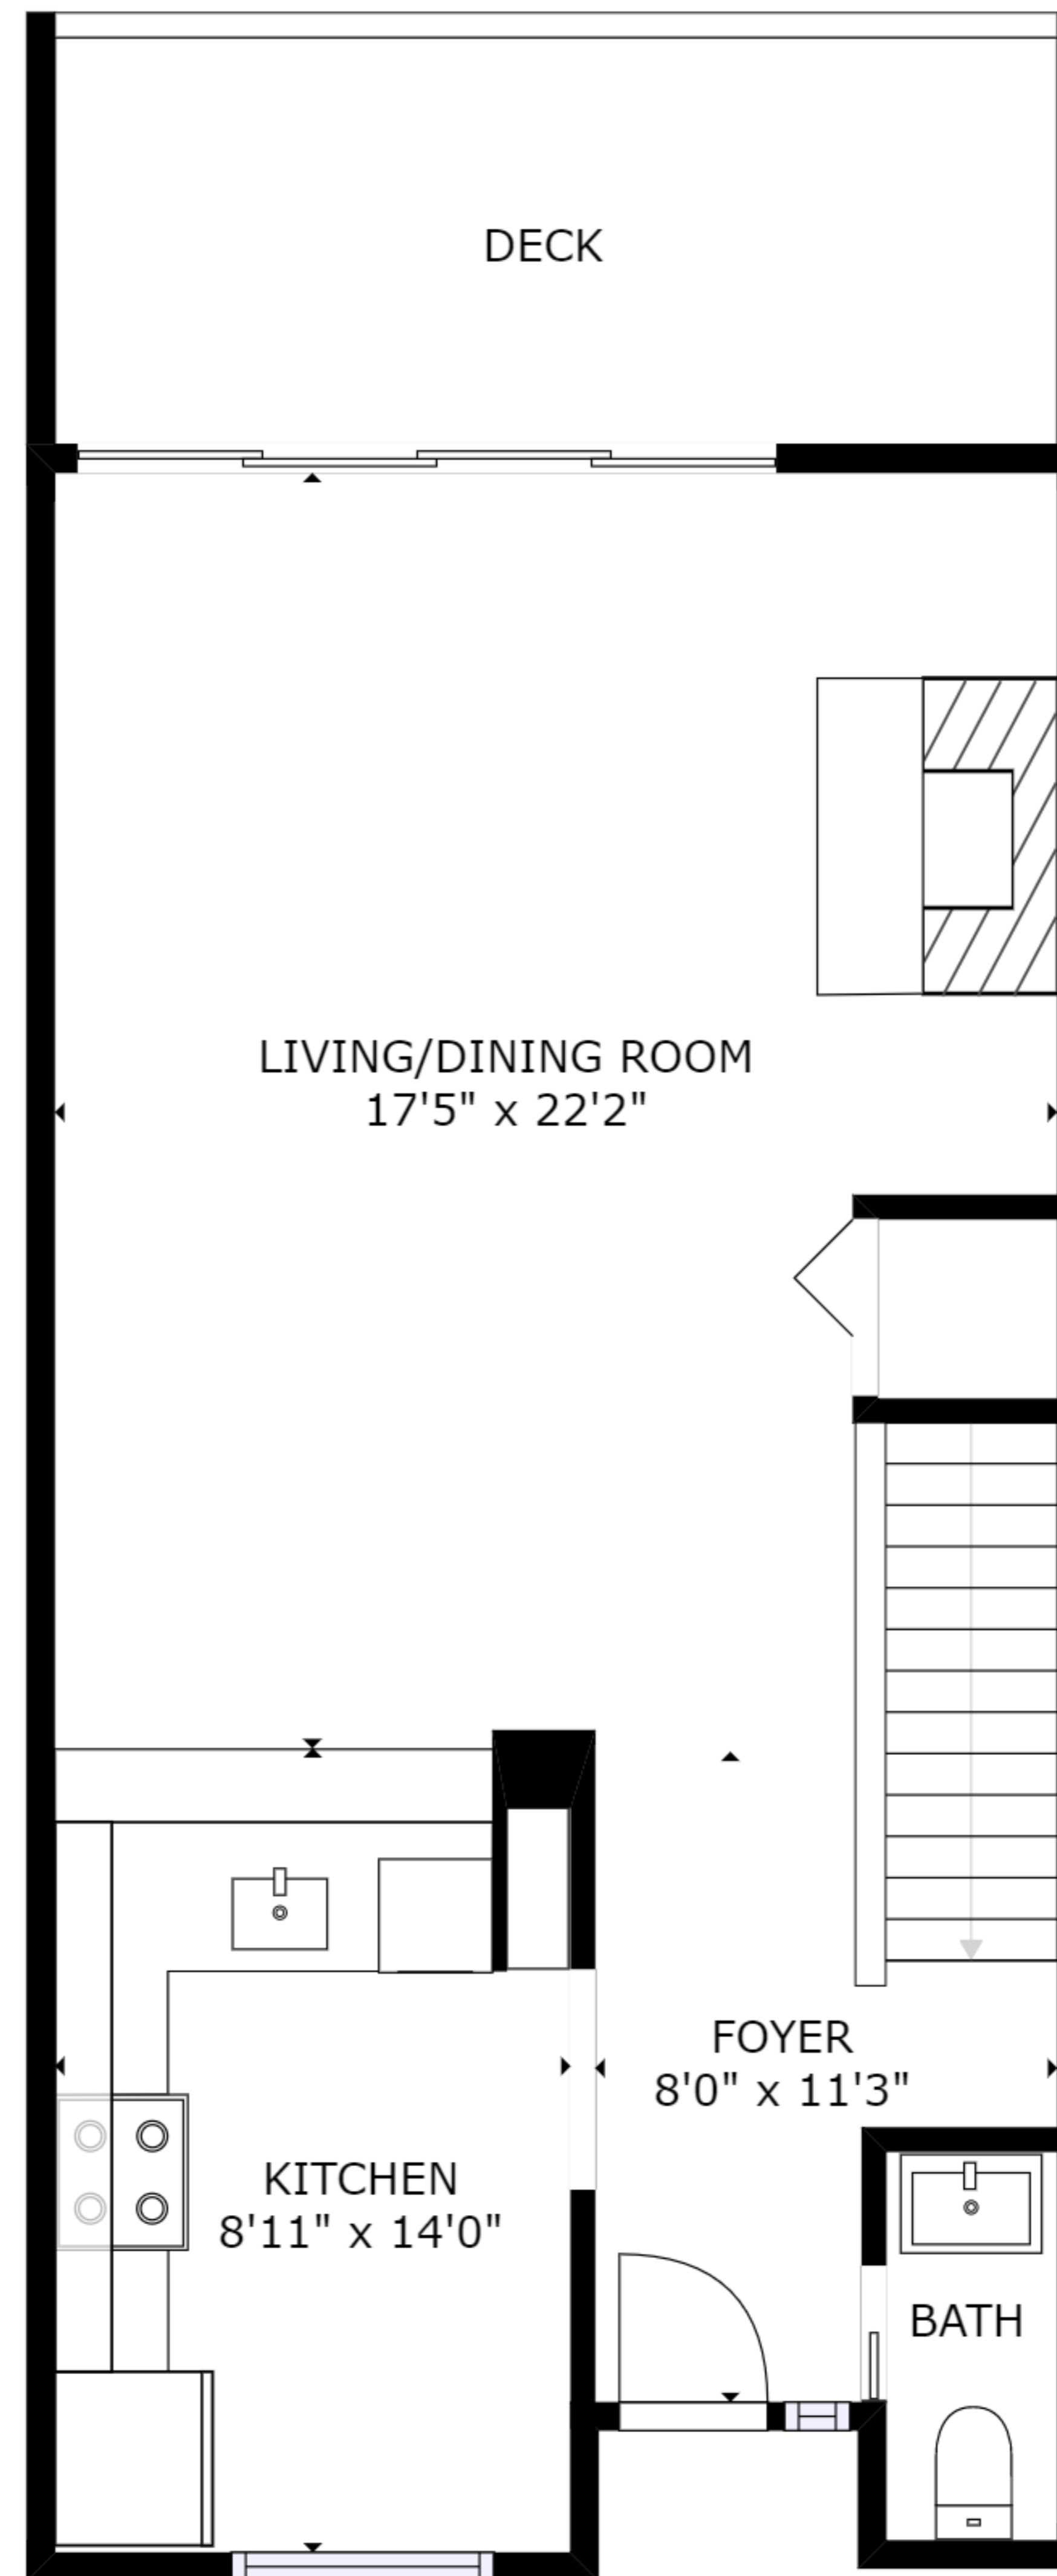 DECK
LIVING/DINING ROOM
17'5" x 22'2"
FOYER
8'0" x 11'3"
KITCHEN
8'11" x 14'0"
BATH